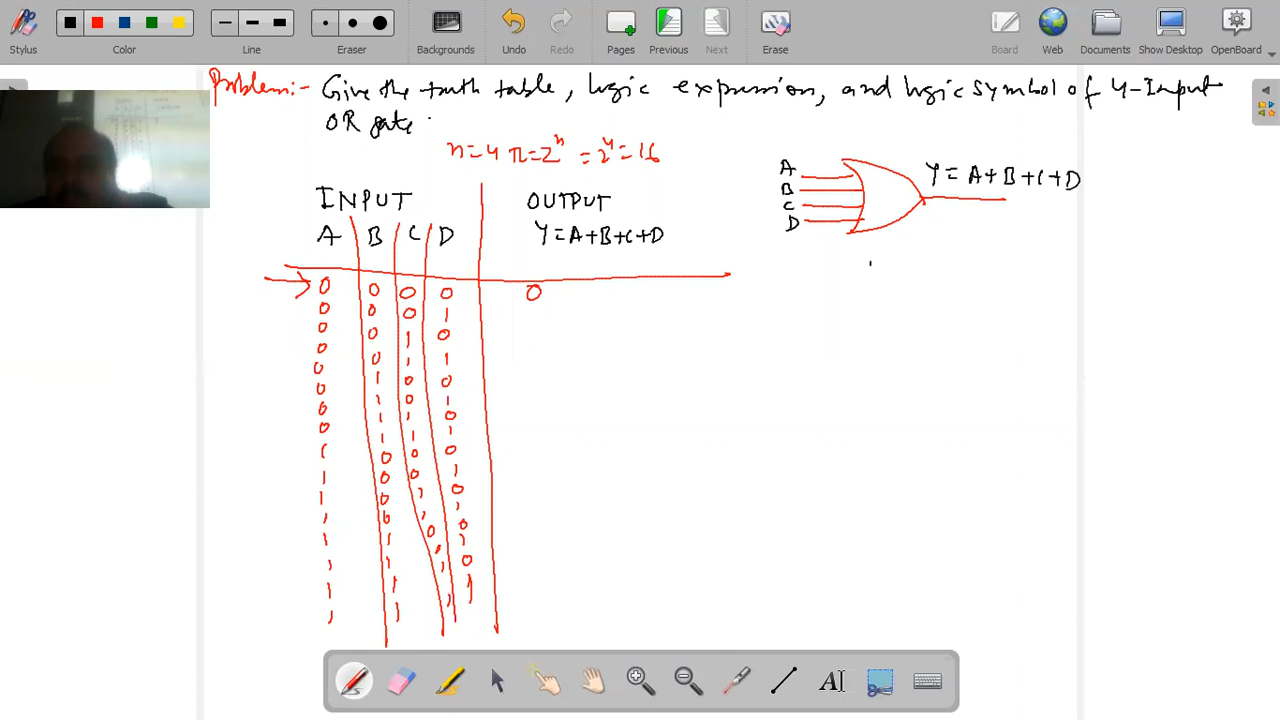 Stylus
Color
Line
Eraser
Backgrounds
Undo
Redo
Pages
Previous
Next
Erase
Board
Web
Documents
Show Desktop
OpenBoard
Problem:- Give the truth table, logic expression, and logic symbol of 4-Input
OR gate.
n=4 π=2^n =2^4=16
INPUT OUTPUT
A B C D Y=A+B+C+D
0 0 0 0 0
0 0 0 1
0 0 1 0
0 0 1 1
0 1 0 0
0 1 0 1
0 1 1 0
0 1 1 1
1 0 0 0
1 0 0 1
1 0 1 0
1 0 1 1
1 1 0 0
1 1 0 1
1 1 1 0
1 1 1 1
A
B
C
D
Y= A+B+C+D